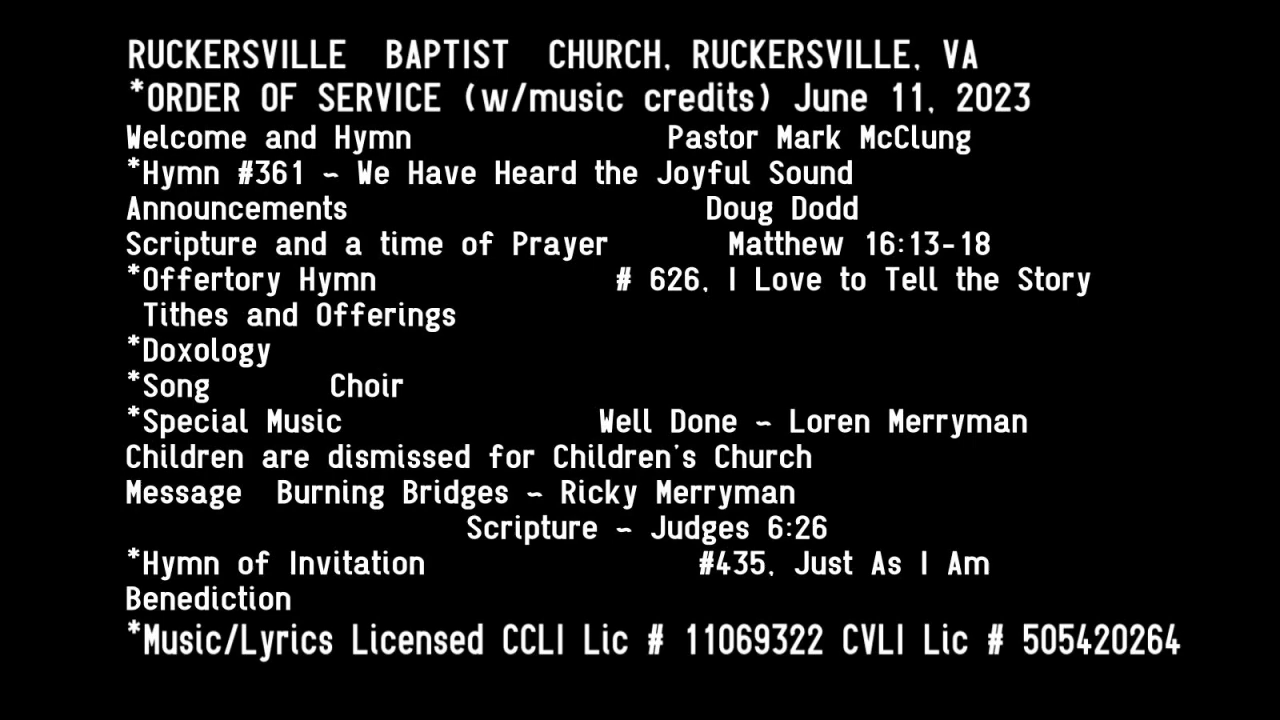 RUCKERSVILLE BAPTIST CHURCH, RUCKERSVILLE, VA
*ORDER OF SERVICE (w/music credits) June 11, 2023
Welcome and Hymn Pastor Mark McClung
*Hymn #361 ~ We Have Heard the Joyful Sound
Announcements Doug Dodd
Scripture and a time of Prayer Matthew 16:13-18
*Offertory Hymn # 626, I Love to Tell the Story
Tithes and Offerings
*Doxology
*Song Choir
*Special Music Well Done ~ Loren Merryman
Children are dismissed for Children's Church
Message Burning Bridges ~ Ricky Merryman
Scripture ~ Judges 6:26
*Hymn of Invitation #435, Just As I Am
Benediction
*Music/Lyrics Licensed CCLI Lic # 11069322 CVLI Lic # 505420264